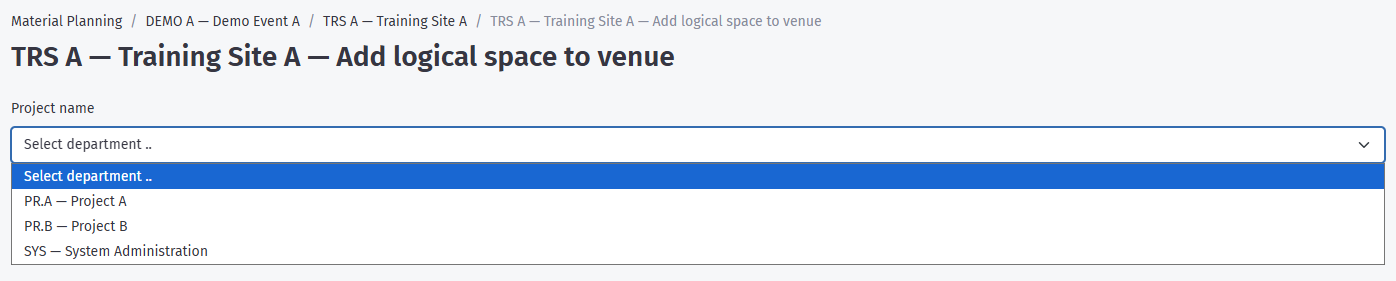 Material Planning / DEMO A — Demo Event A / TRS A — Training Site A / TRS A — Training Site A — Add logical space to venue
TRS A — Training Site A — Add logical space to venue
Project name
Select department ..
Select department ..
PR.A — Project A
PR.B — Project B
SYS — System Administration